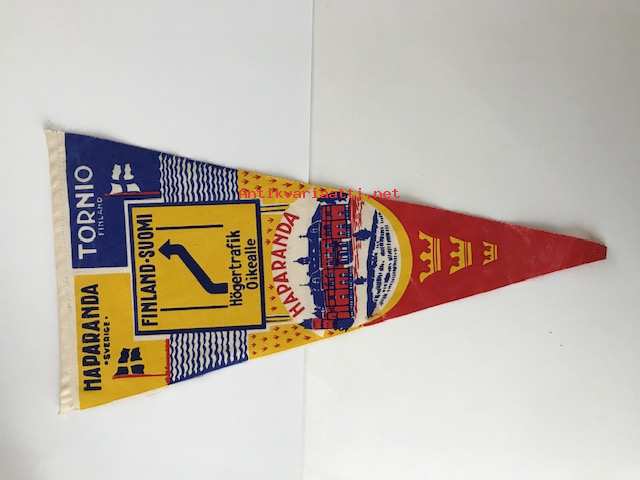 TORNIO
FINLAND
HAPARANDA
•SVERIGE•
FINLAND-SUOMI
Högertrafik
Oikealle
HAPARANDA
antikvariaatti.net